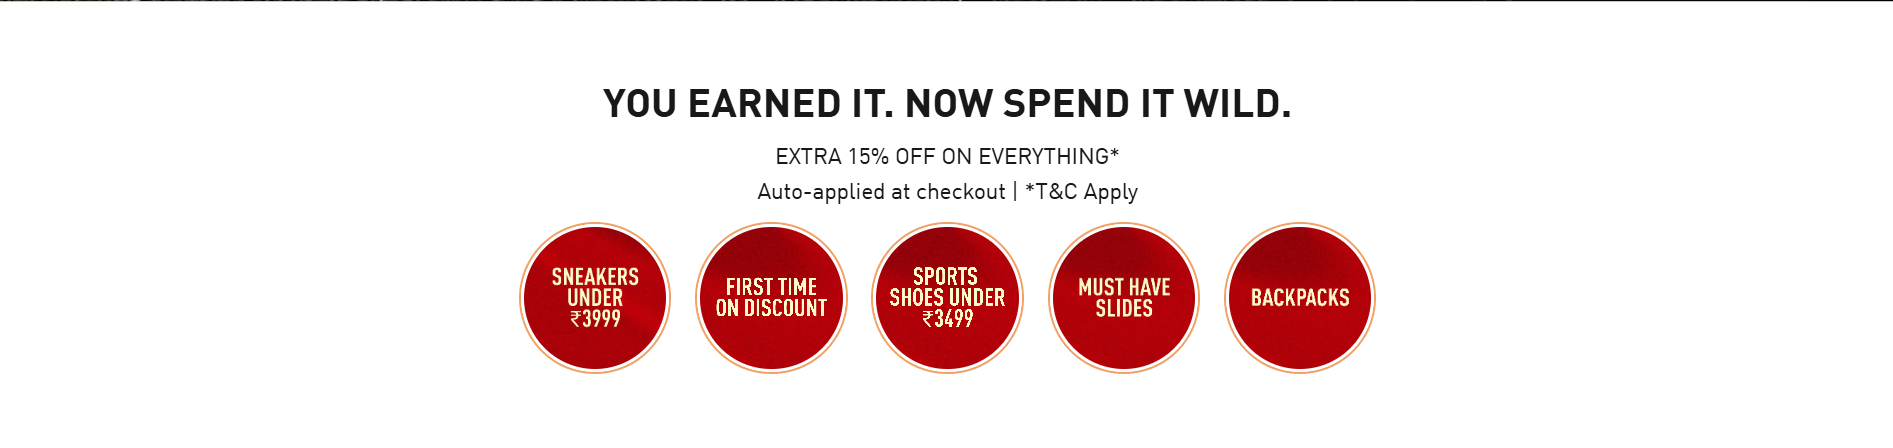 YOU EARNED IT. NOW SPEND IT WILD.
EXTRA 15% OFF ON EVERYTHING*
Auto-applied at checkout | *T&C Apply
SNEAKERS
UNDER
₹3999
FIRST TIME
ON DISCOUNT
SPORTS
SHOES UNDER
₹3499
MUST HAVE
SLIDES
BACKPACKS